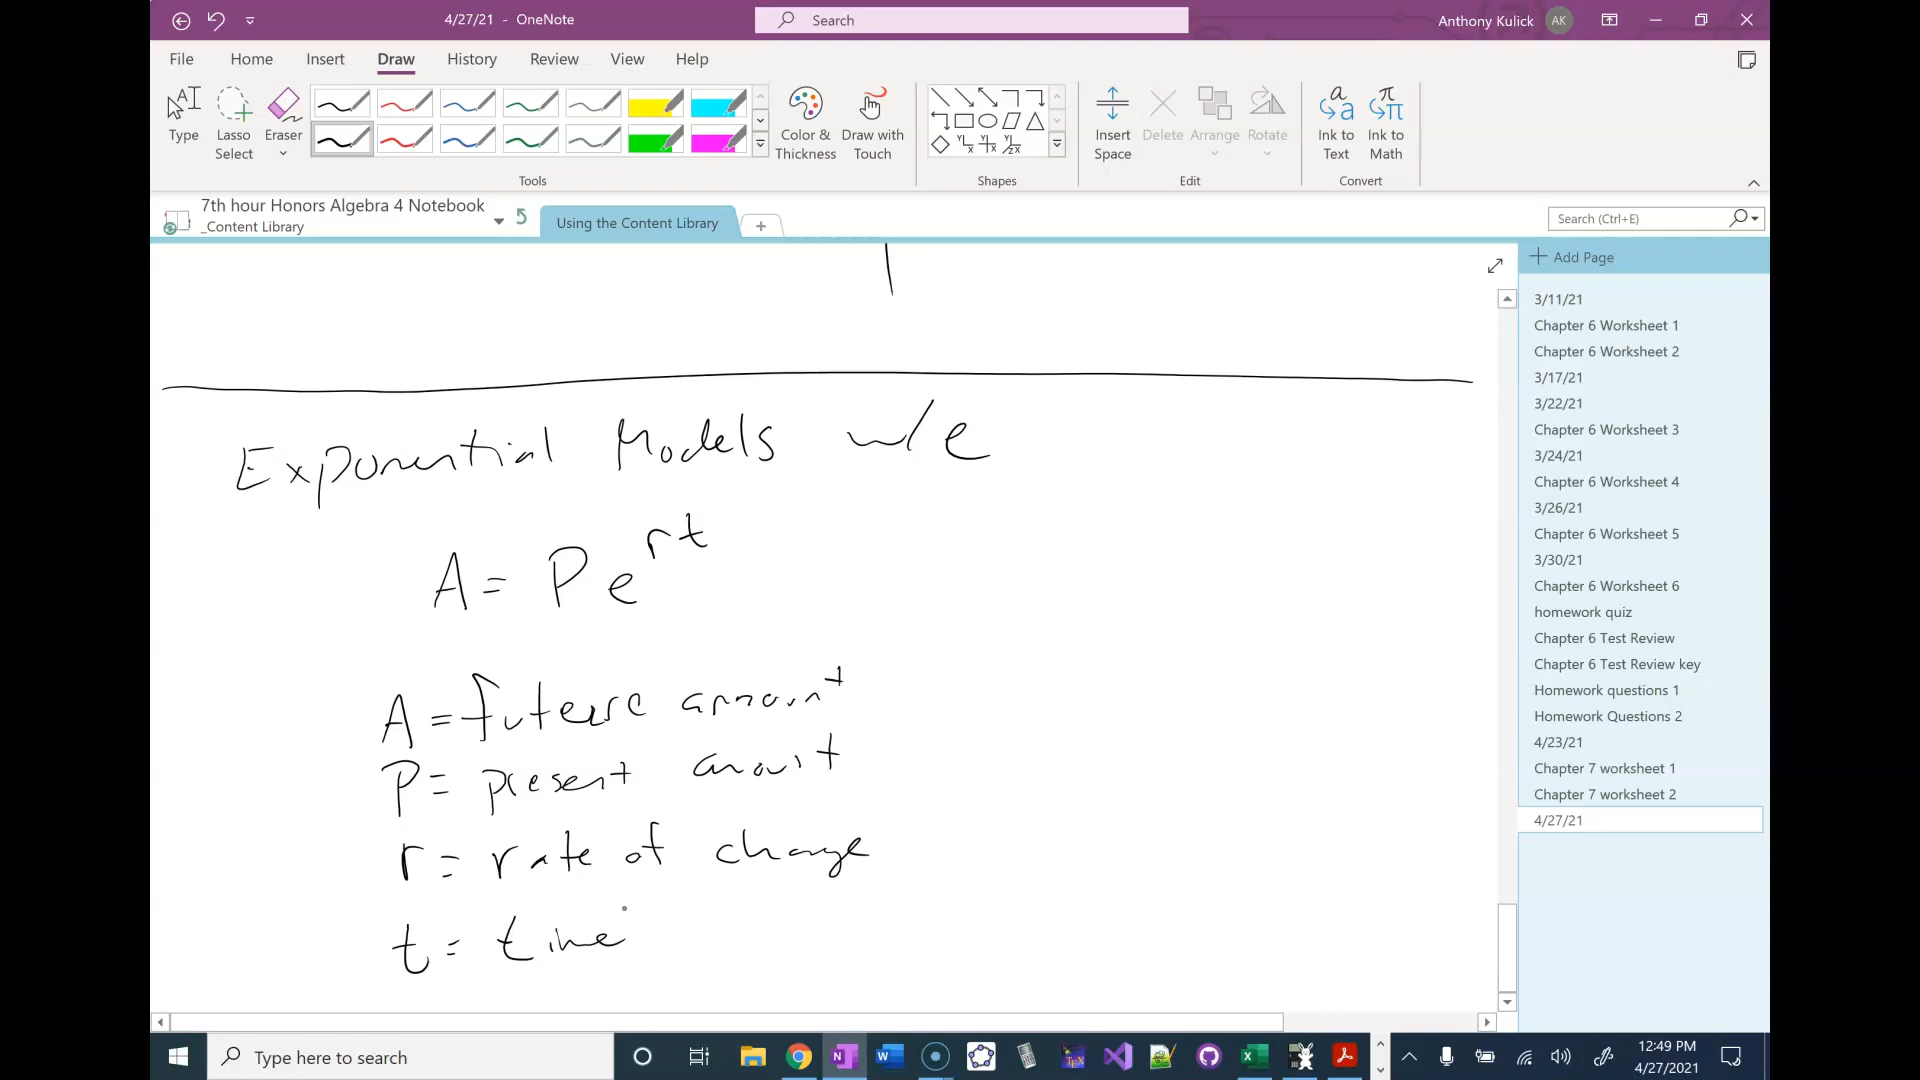 4/27/21 - OneNote
Search
Anthony Kulick AK
File Home Insert Draw History Review View Help
Type
Lasso Select
Eraser
Color & Thickness
Draw with Touch
Insert Space
Delete
Arrange
Rotate
Ink to Text
Ink to Math
Tools Shapes Edit Convert
7th hour Honors Algebra 4 Notebook
_Content Library
Using the Content Library
Search (Ctrl+E)
Add Page
3/11/21
Chapter 6 Worksheet 1
Chapter 6 Worksheet 2
3/17/21
3/22/21
Chapter 6 Worksheet 3
3/24/21
Chapter 6 Worksheet 4
3/26/21
Chapter 6 Worksheet 5
3/30/21
Chapter 6 Worksheet 6
homework quiz
Chapter 6 Test Review
Chapter 6 Test Review key
Homework questions 1
Homework Questions 2
4/23/21
Chapter 7 worksheet 1
Chapter 7 worksheet 2
4/27/21
Exponential Models w/ e
A = P e^rt
A = future amount
P = present amount
r = rate of change
t = time
Type here to search
12:49 PM
4/27/2021